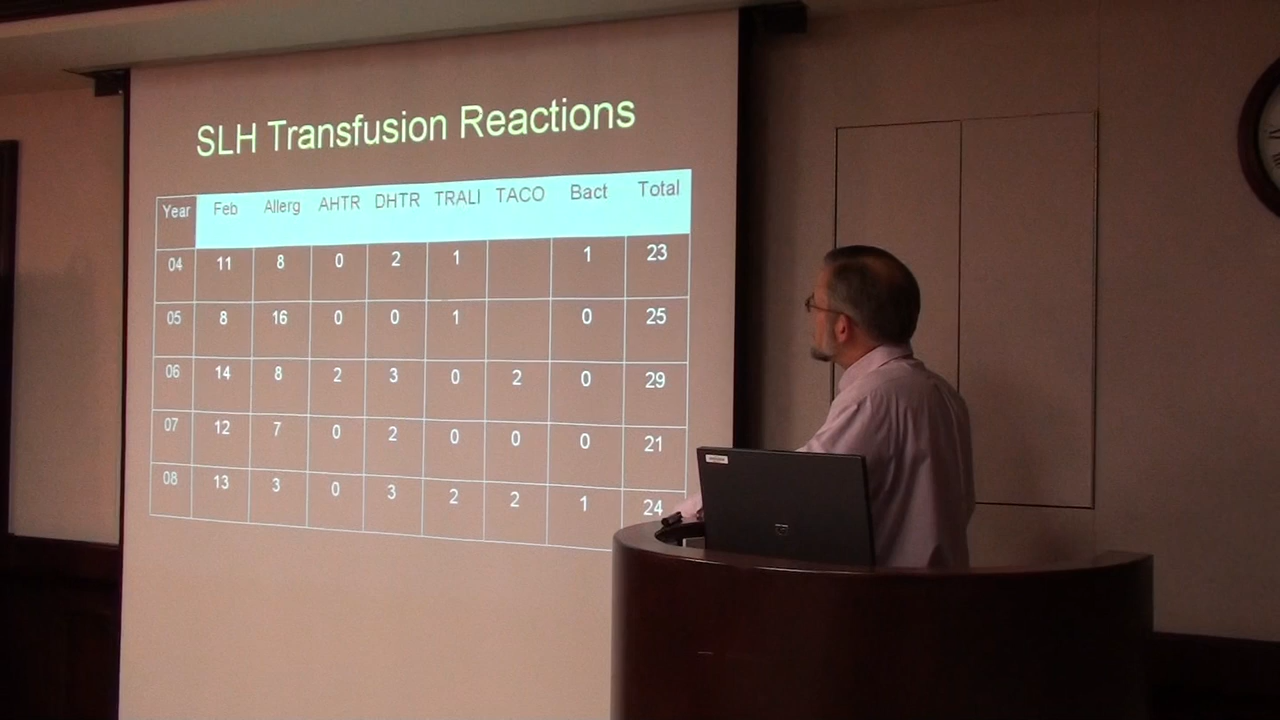 SLH Transfusion Reactions
Year Feb Allerg AHTR DHTR TRALI TACO Bact Total
04 11 8 0 2 1 1 23
05 8 16 0 0 1 0 25
06 14 8 2 3 0 2 0 29
07 12 7 0 2 0 0 0 21
08 13 3 0 3 2 2 1 24